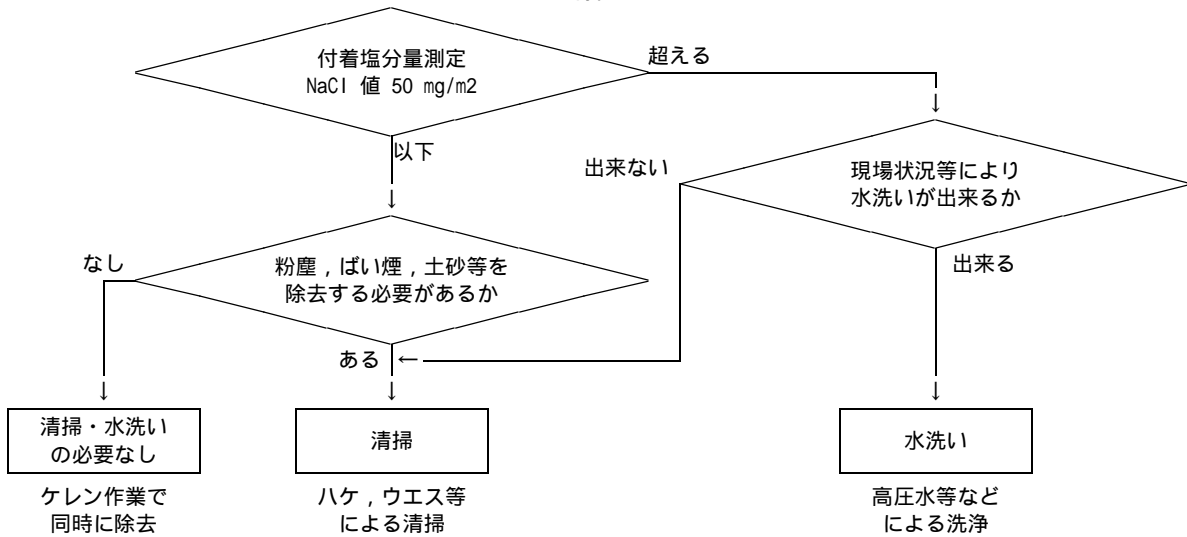 付着塩分量測定
NaCl 値 50 mg/m2
超える
以下
出来ない
現場状況等により
水洗いが出来るか
なし
粉塵，ばい煙，土砂等を
除去する必要があるか
出来る
ある
←
↓
清掃・水洗い
の必要なし
清掃
水洗い
ケレン作業で
同時に除去
ハケ，ウエス等
による清掃
高圧水等など
による洗浄